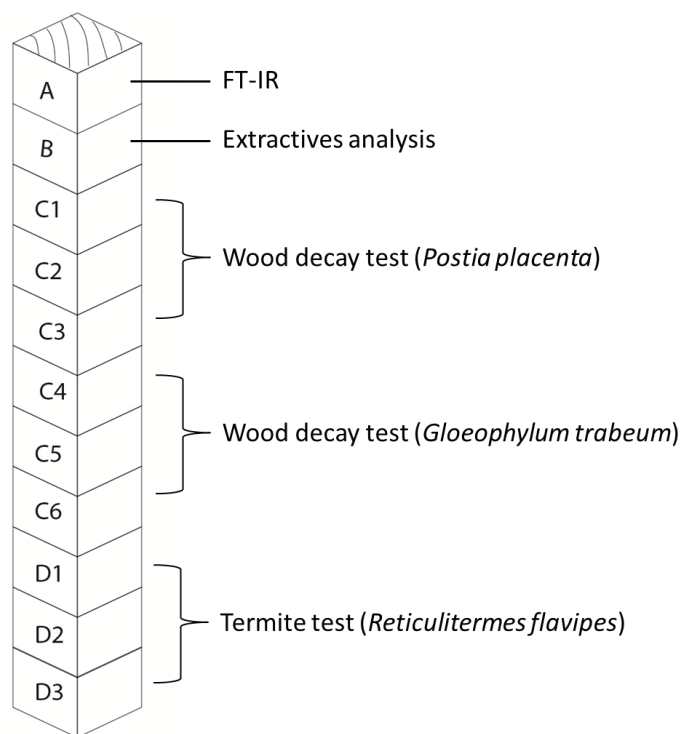 A
FT-IR
B
Extractives analysis
C1
C2
Wood decay test (Postia placenta)
C3
C4
C5
Wood decay test (Gloeophylum trabeum)
C6
D1
D2
Termite test (Reticulitermes flavipes)
D3